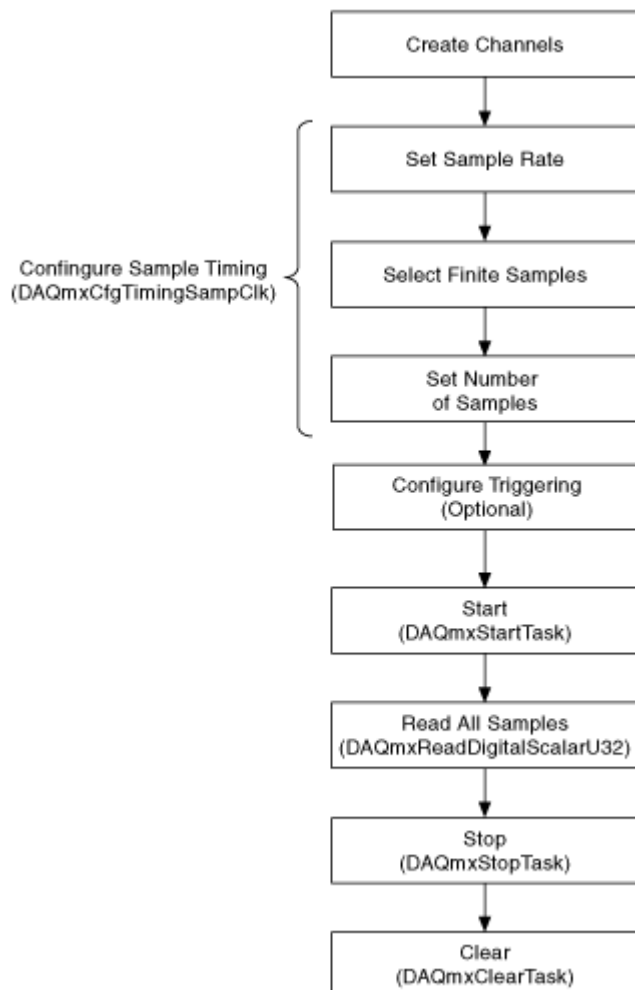 Create Channels
Set Sample Rate
Confingure Sample Timing
(DAQmxCfgTimingSampClk)
Select Finite Samples
Set Number
of Samples
Configure Triggering
(Optional)
Start
(DAQmxStartTask)
Read All Samples
(DAQmxReadDigitalScalarU32)
Stop
(DAQmxStopTask)
Clear
(DAQmxClearTask)